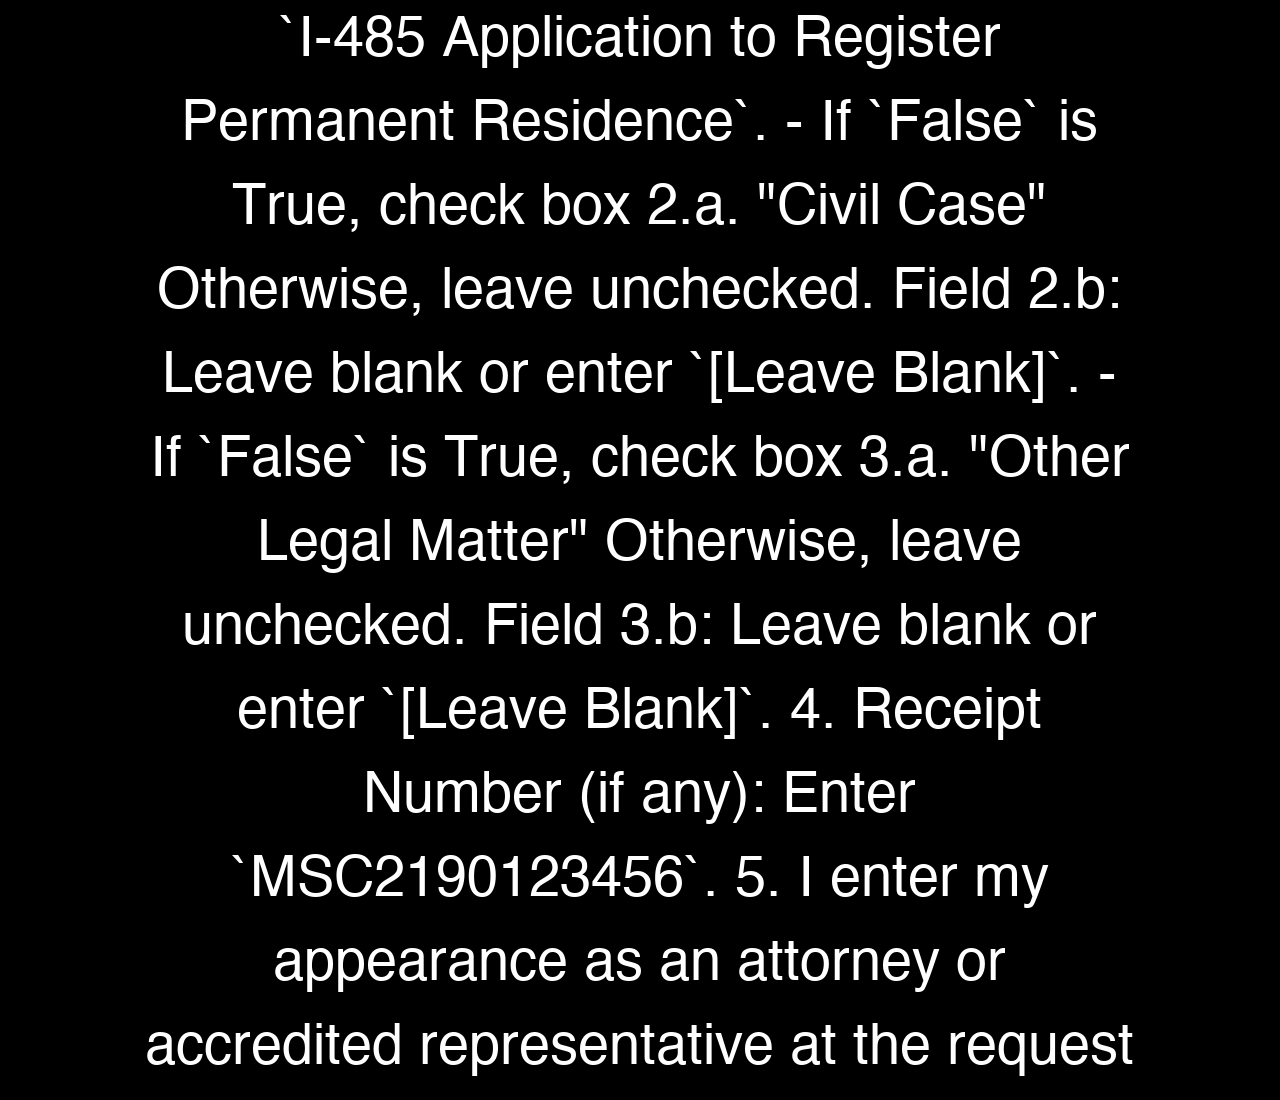 `I-485 Application to Register
Permanent Residence`. - If `False` is
True, check box 2.a. "Civil Case"
Otherwise, leave unchecked. Field 2.b:
Leave blank or enter `[Leave Blank]`. -
If `False` is True, check box 3.a. "Other
Legal Matter" Otherwise, leave
unchecked. Field 3.b: Leave blank or
enter `[Leave Blank]`. 4. Receipt
Number (if any): Enter
`MSC2190123456`. 5. I enter my
appearance as an attorney or
accredited representative at the request